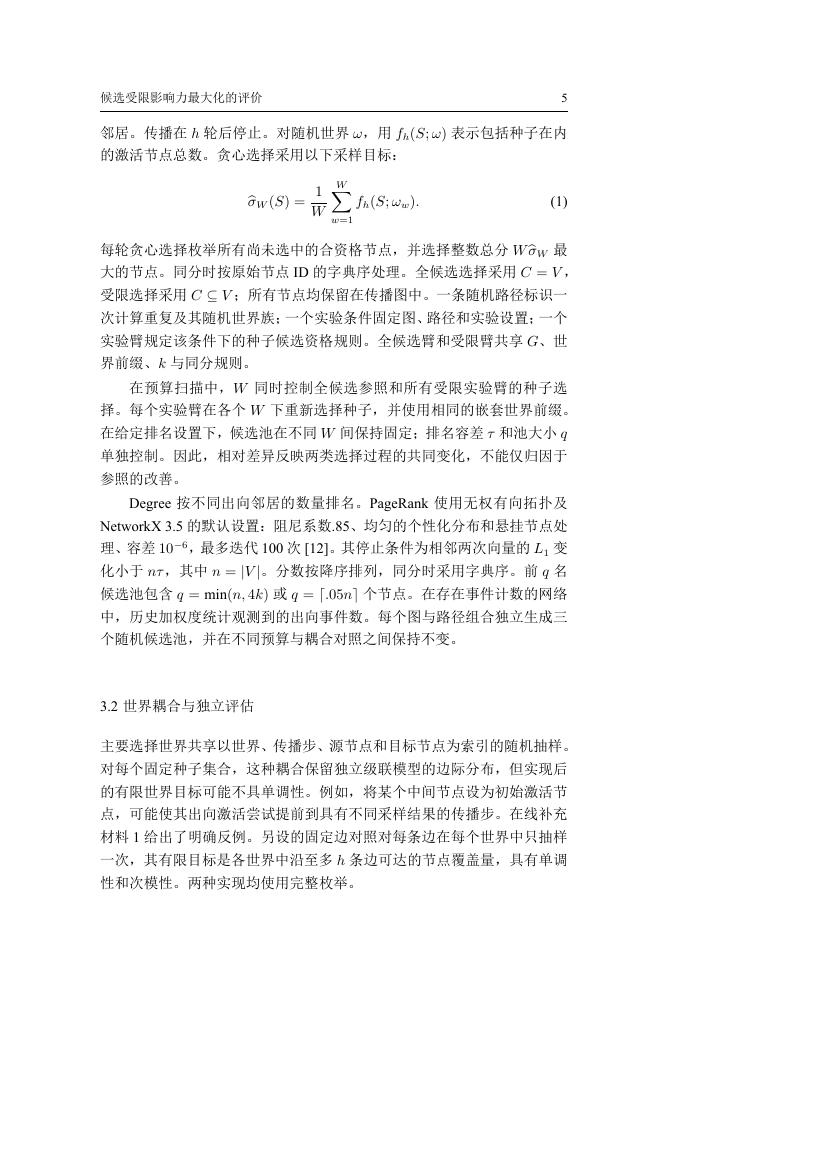 候选受限影响力最大化的评价 5
邻居。传播在 h 轮后停止。对随机世界 ω，用 fₕ(S; ω) 表示包括种子在内
的激活节点总数。贪心选择采用以下采样目标：
σ̂_W(S) = 1/W ∑_{w=1}^{W} fₕ(S; ω_w). (1)
每轮贪心选择枚举所有尚未选中的合资格节点，并选择整数总分 Wσ̂_W 最
大的节点。同分时按原始节点 ID 的字典序处理。全候选选择采用 C = V，
受限选择采用 C ⊆ V；所有节点均保留在传播图中。一条随机路径标识一
次计算重复及其随机世界族；一个实验条件固定图、路径和实验设置；一个
实验臂规定该条件下的种子候选资格规则。全候选臂和受限臂共享 G、世
界前缀、k 与同分规则。
在预算扫描中，W 同时控制全候选参照和所有受限实验臂的种子选
择。每个实验臂在各个 W 下重新选择种子，并使用相同的嵌套世界前缀。
在给定排名设置下，候选池在不同 W 间保持固定；排名容差 τ 和池大小 q
单独控制。因此，相对差异反映两类选择过程的共同变化，不能仅归因于
参照的改善。
Degree 按不同出向邻居的数量排名。PageRank 使用无权有向拓扑及
NetworkX 3.5 的默认设置：阻尼系数.85、均匀的个性化分布和悬挂节点处
理、容差 10⁻⁶，最多迭代 100 次 [12]。其停止条件为相邻两次向量的 L₁ 变
化小于 nτ，其中 n = |V|。分数按降序排列，同分时采用字典序。前 q 名
候选池包含 q = min(n, 4k) 或 q = ⌈.05n⌉ 个节点。在存在事件计数的网络
中，历史加权度统计观测到的出向事件数。每个图与路径组合独立生成三
个随机候选池，并在不同预算与耦合对照之间保持不变。
3.2 世界耦合与独立评估
主要选择世界共享以世界、传播步、源节点和目标节点为索引的随机抽样。
对每个固定种子集合，这种耦合保留独立级联模型的边际分布，但实现后
的有限世界目标可能不具单调性。例如，将某个中间节点设为初始激活节
点，可能使其出向激活尝试提前到具有不同采样结果的传播步。在线补充
材料 1 给出了明确反例。另设的固定边对照对每条边在每个世界中只抽样
一次，其有限目标是各世界中沿至多 h 条边可达的节点覆盖量，具有单调
性和次模性。两种实现均使用完整枚举。